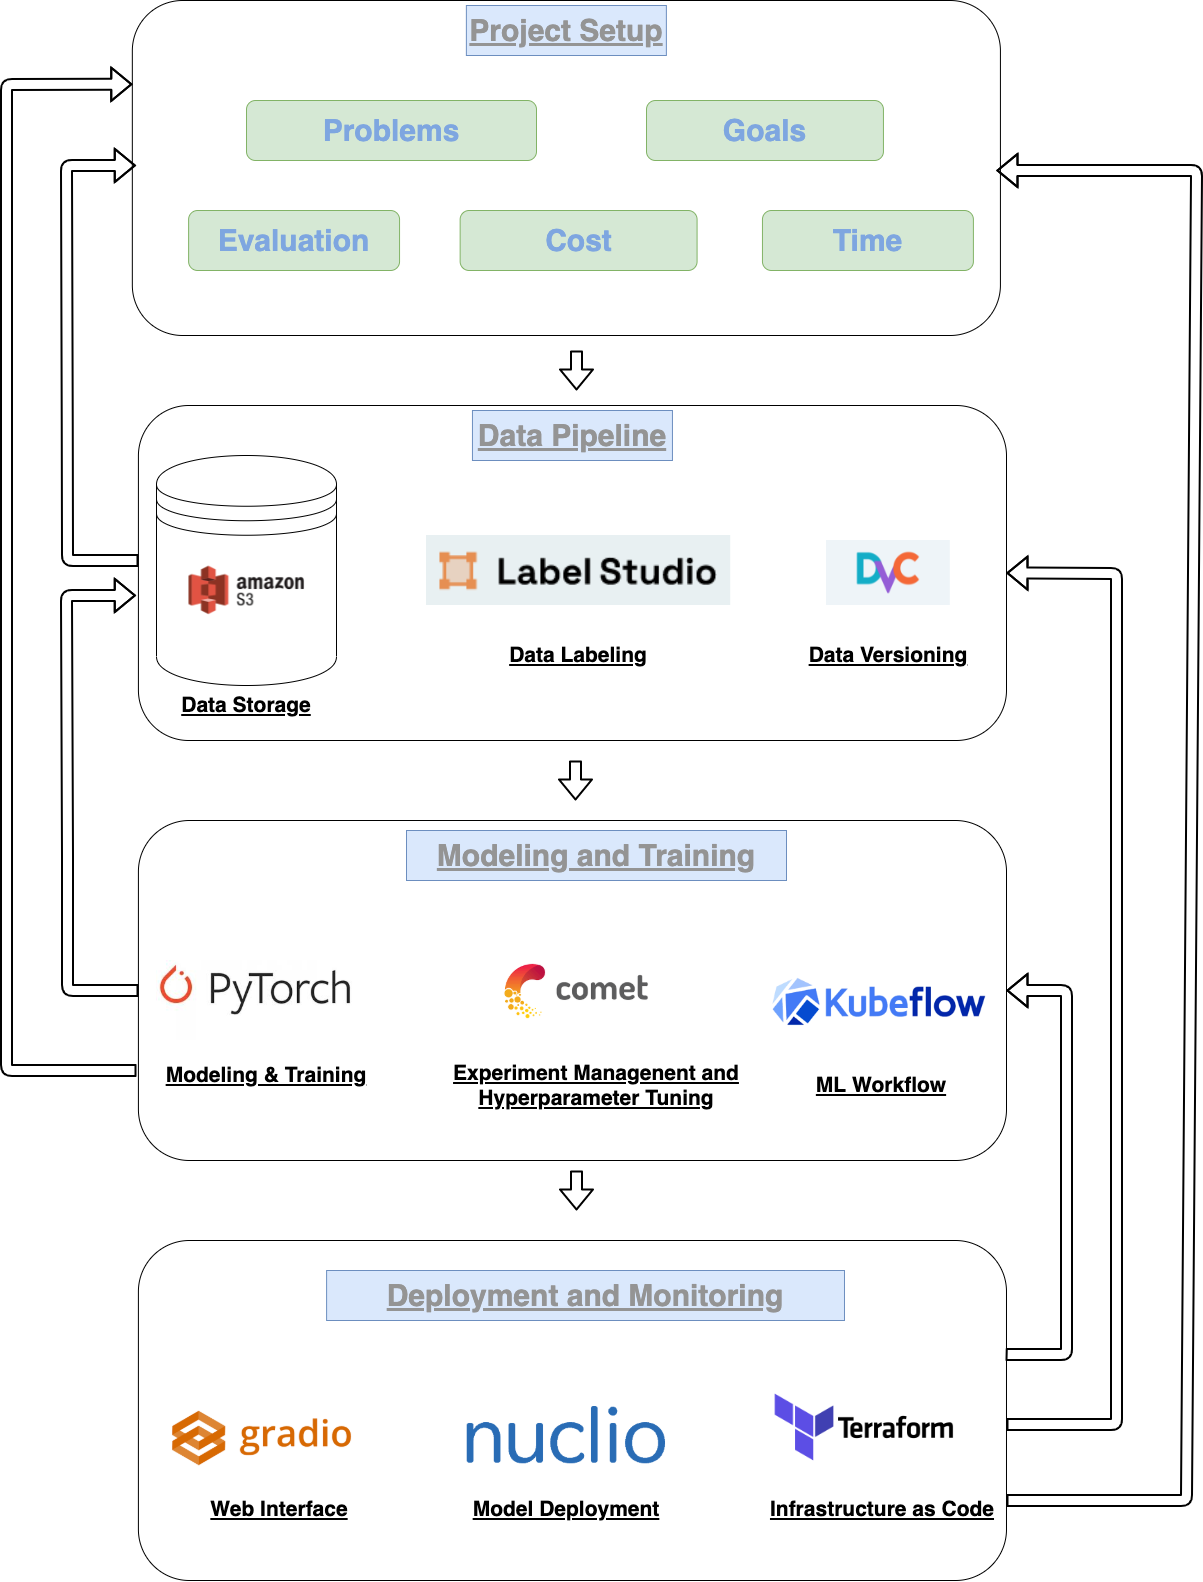 Project Setup
Problems
Goals
Evaluation
Cost
Time
Data Pipeline
amazon
S3
Label Studio
DVC
Data Labeling
Data Versioning
Data Storage
Modeling and Training
PyTorch
comet
Kubeflow
Modeling & Training
Experiment Managenent and
Hyperparameter Tuning
ML Workflow
Deployment and Monitoring
gradio
nuclio
Terraform
Web Interface
Model Deployment
Infrastructure as Code